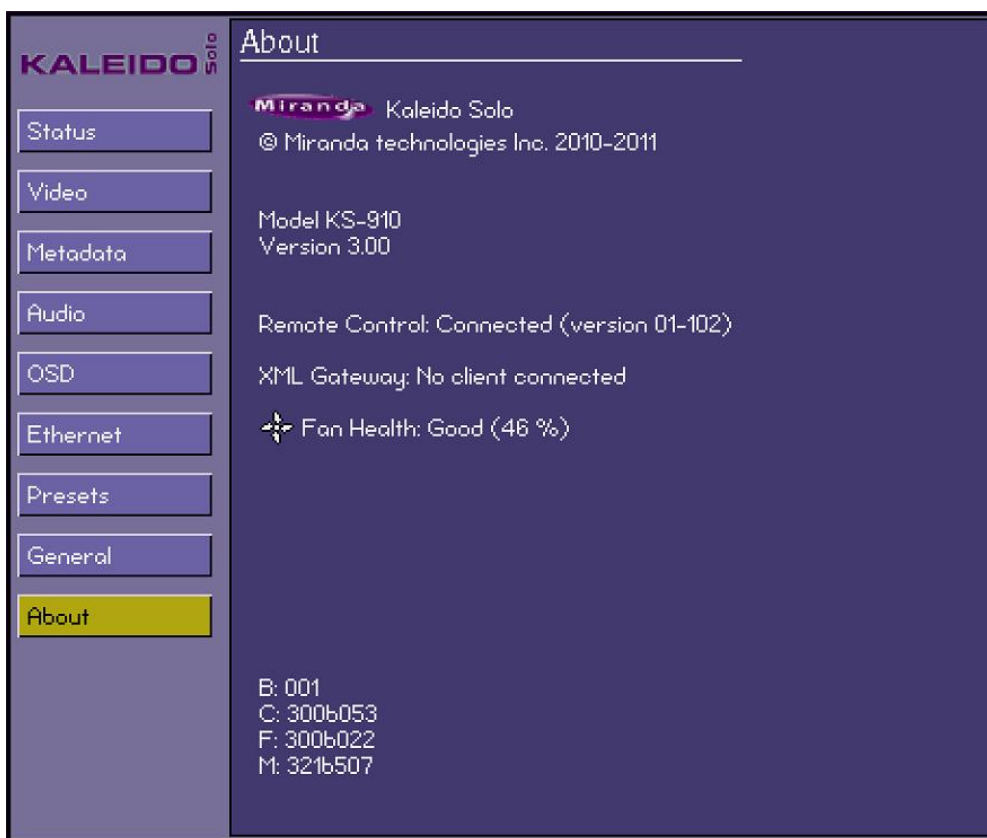 KALEIDO Solo
Status
Video
Metadata
Audio
OSD
Ethernet
Presets
General
About
About
Miranda Kaleido Solo
© Miranda technologies Inc. 2010-2011
Model KS-910
Version 3.00
Remote Control: Connected (version 01-102)
XML Gateway: No client connected
Fan Health: Good (46 %)
B: 001
C: 300b053
F: 300b022
M: 321b507